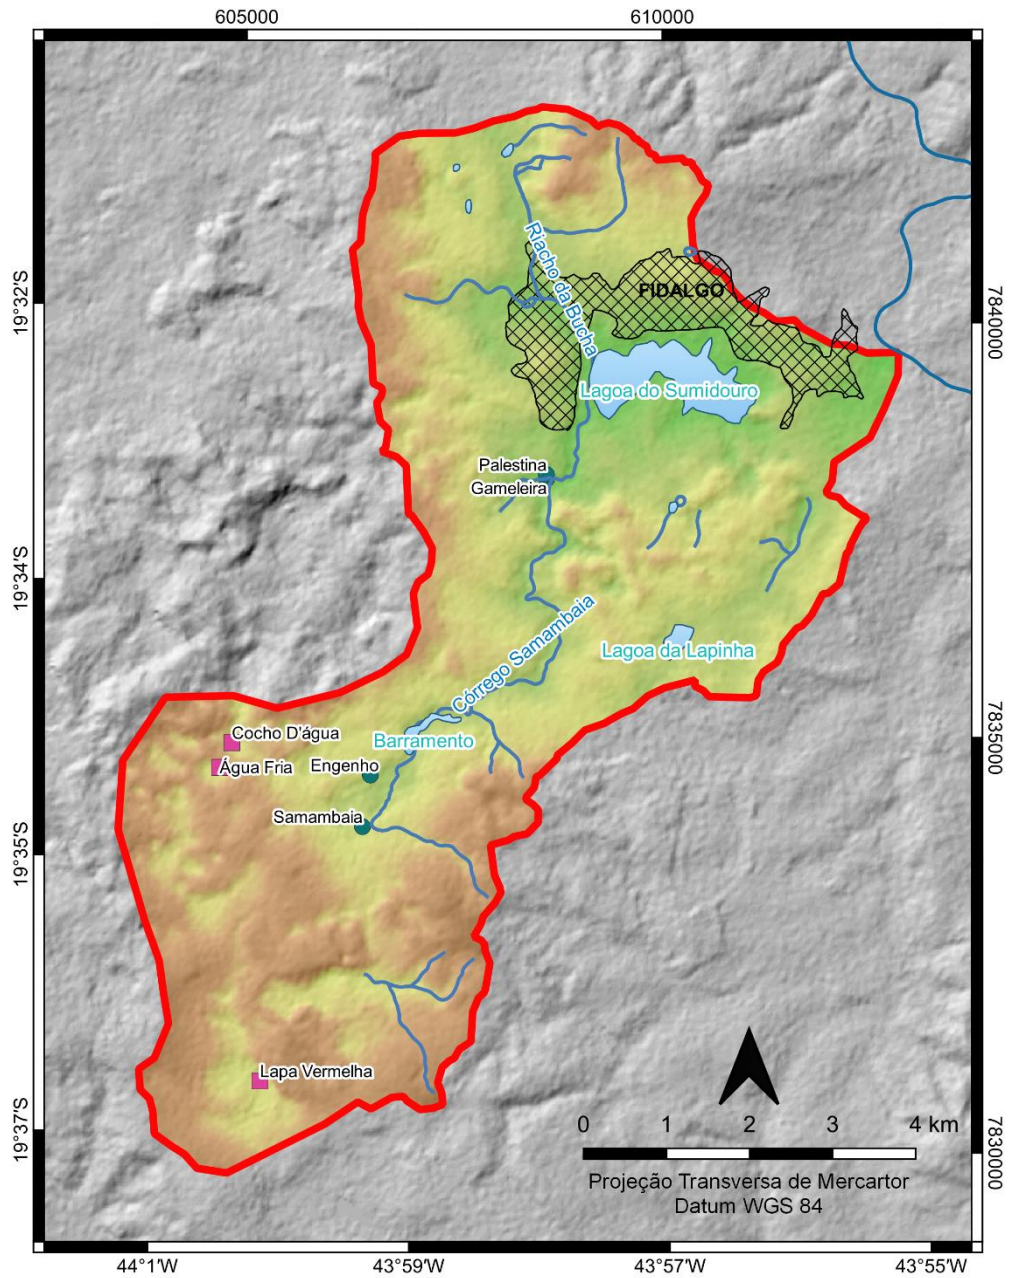 605000
610000
Riacho da Bucha
FIDALGO
19°32'S
7840000
Lagoa do Sumidouro
Palestina
Gameleira
19°34'S
Córrego Samambaia
Lagoa da Lapinha
Cocho D'água
Barramento
7835000
Água Fria
Engenho
Samambaia
19°35'S
Lapa Vermelha
0 1 2 3 4 km
19°37'S
7830000
Projeção Transversa de Mercartor
Datum WGS 84
44°1'W
43°59'W
43°57'W
43°55'W